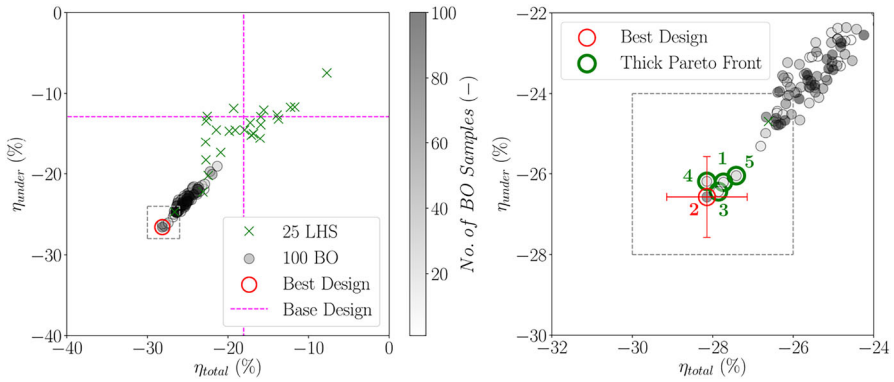 0
−10
−20
−30
−40
η_under (%)
−40
−30
−20
−10
0
η_total (%)
25 LHS
100 BO
Best Design
Base Design
100
80
60
40
20
No. of BO Samples (−)
−22
−24
−26
−28
−30
η_under (%)
−32
−30
−28
−26
−24
η_total (%)
Best Design
Thick Pareto Front
1
5
4
2
3